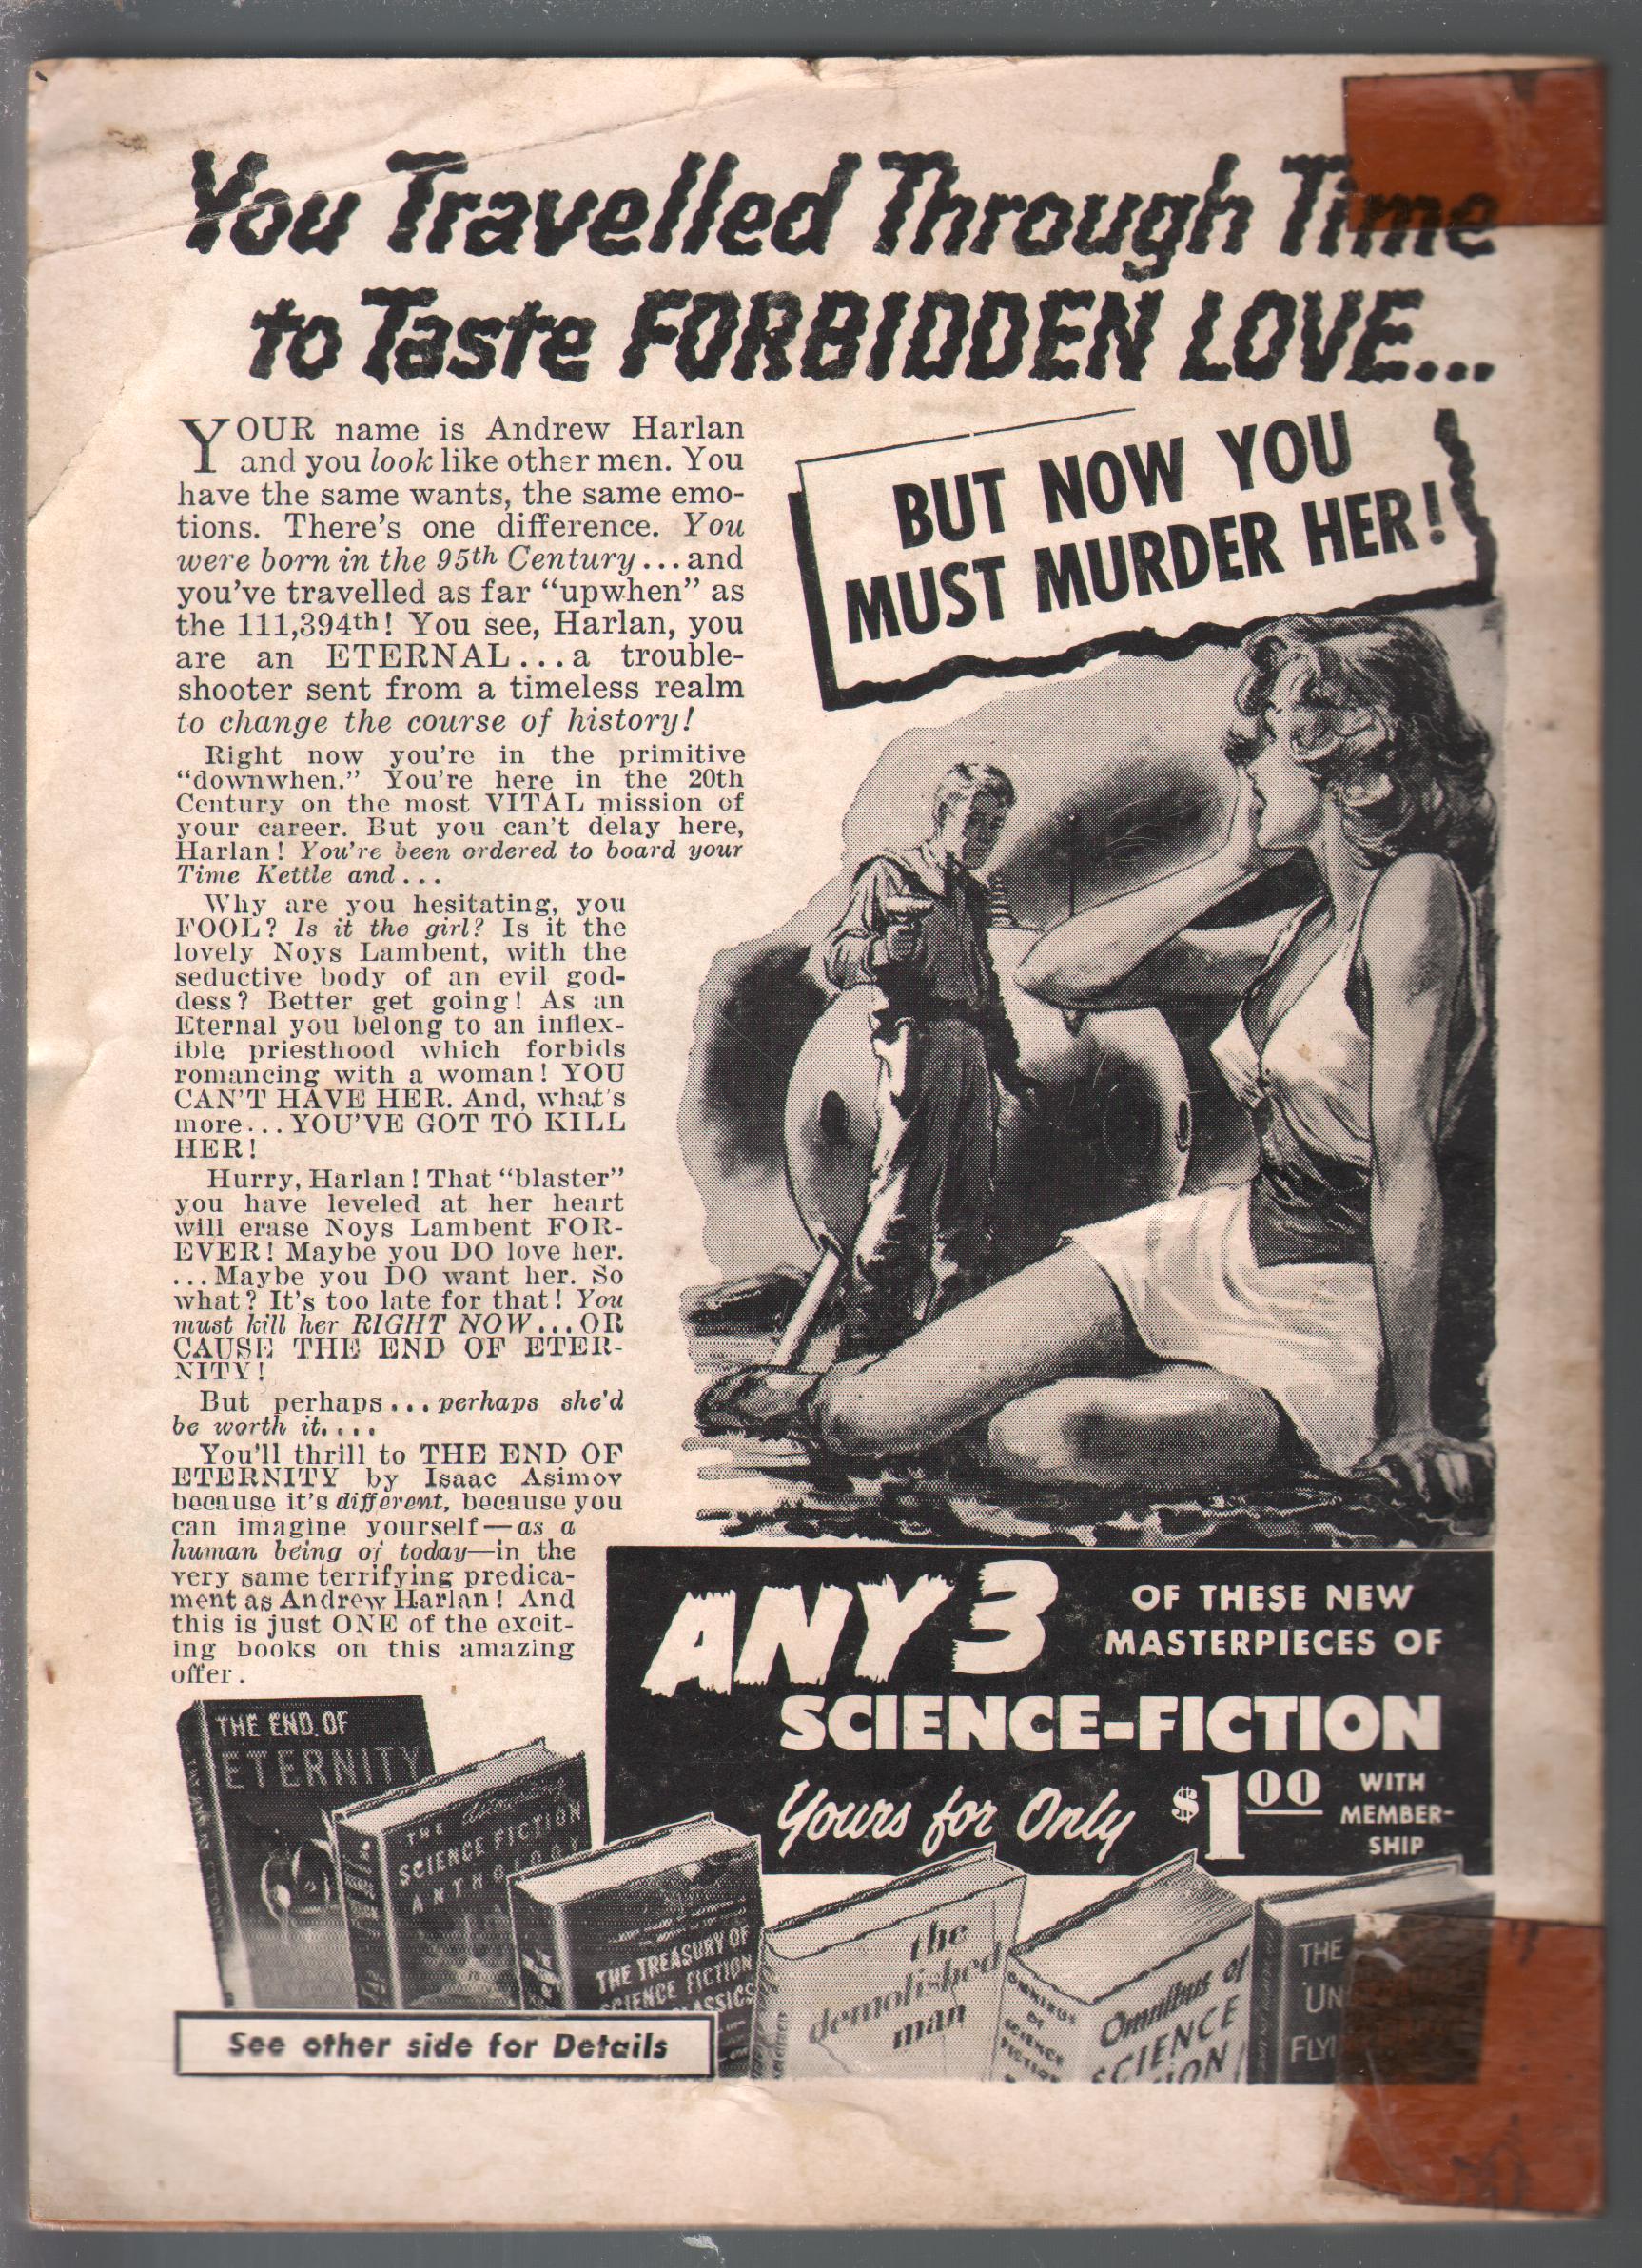 You Travelled Through Time
to Taste FORBIDDEN LOVE...
BUT NOW YOU
MUST MURDER HER!
YOUR name is Andrew Harlan
and you look like other men. You
have the same wants, the same emo-
tions. There's one difference. You
were born in the 95th Century...and
you've travelled as far "upwhen" as
the 111,394th! You see, Harlan, you
are an ETERNAL...a trouble-
shooter sent from a timeless realm
to change the course of history!
Right now you're in the primitive
"downwhen." You're here in the 20th
Century on the most VITAL mission of
your career. But you can't delay here,
Harlan! You're been ordered to board your
Time Kettle and...
Why are you hesitating, you
FOOL? Is it the girl? Is it the
lovely Noys Lambent, with the
seductive body of an evil god-
dess? Better get going! As an
Eternal you belong to an inflex-
ible priesthood which forbids
romancing with a woman! YOU
CAN'T HAVE HER. And, what's
more...YOU'VE GOT TO KILL
HER!
Hurry, Harlan! That "blaster"
you have leveled at her heart
will erase Noys Lambent FOR-
EVER! Maybe you DO love her.
...Maybe you DO want her. So
what? It's too late for that! You
must kill her RIGHT NOW...OR
CAUSE THE END OF ETER-
NITY!
But perhaps...perhaps she'd
be worth it....
You'll thrill to THE END OF
ETERNITY by Isaac Asimov
because it's different, because you
can imagine yourself—as a
human being of today—in the
very same terrifying predica-
ment as Andrew Harlan! And
this is just ONE of the excit-
ing books on this amazing
offer.
ANY 3 OF THESE NEW
MASTERPIECES OF
SCIENCE-FICTION
Yours for Only $1.00 WITH
MEMBER-
SHIP
THE END OF
ETERNITY
THE
SCIENCE FICTION
ANTHOLOGY
THE TREASURY OF
SCIENCE FICTION
CLASSICS
the
demolished
man
OMNIBUS
OF
SCIENCE
FICTION
Omnibus of
SCIENCE
THE
UN
FLYI
See other side for Details